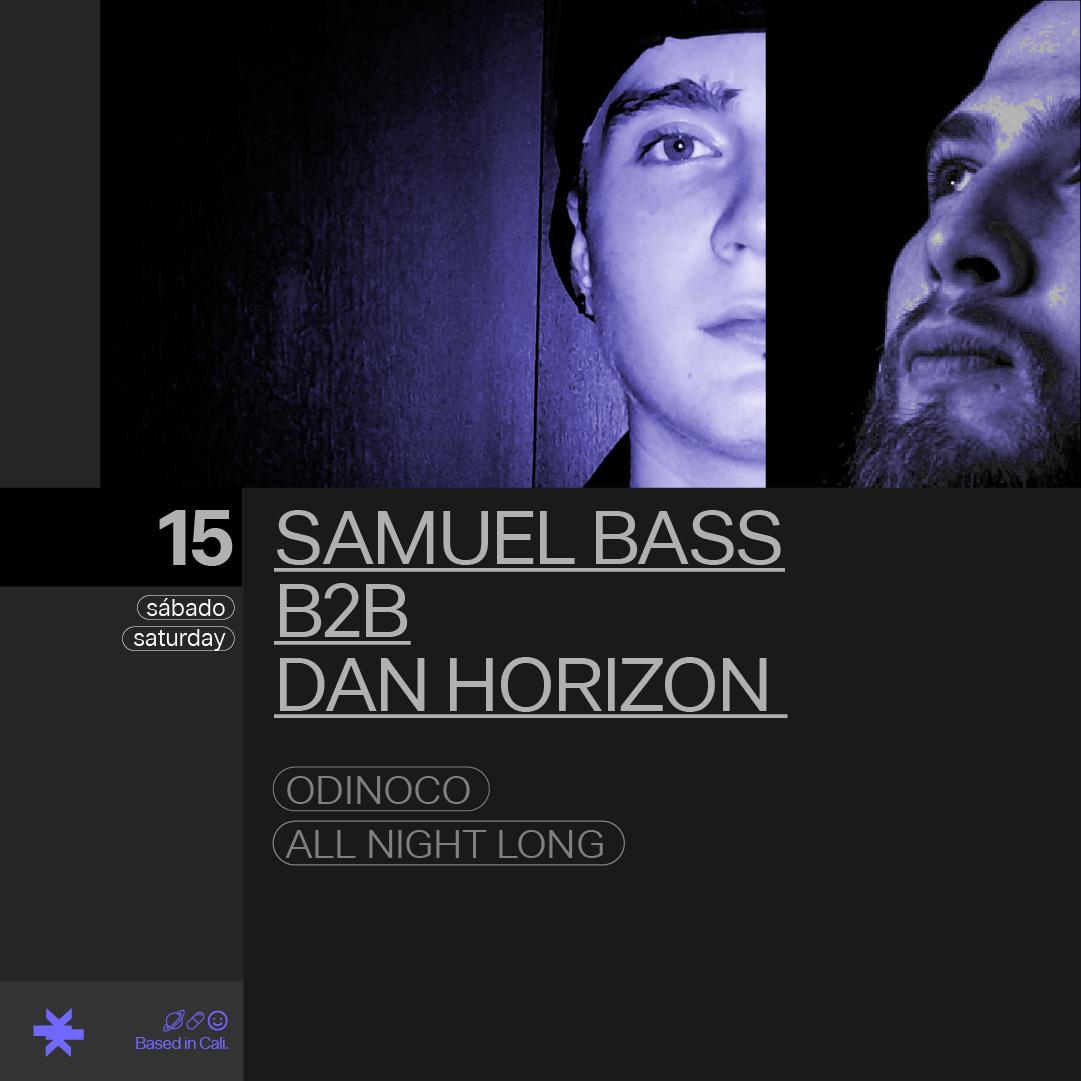 15
sábado
saturday
SAMUEL BASS
B2B
DAN HORIZON
ODINOCO
ALL NIGHT LONG
Based in Cali.